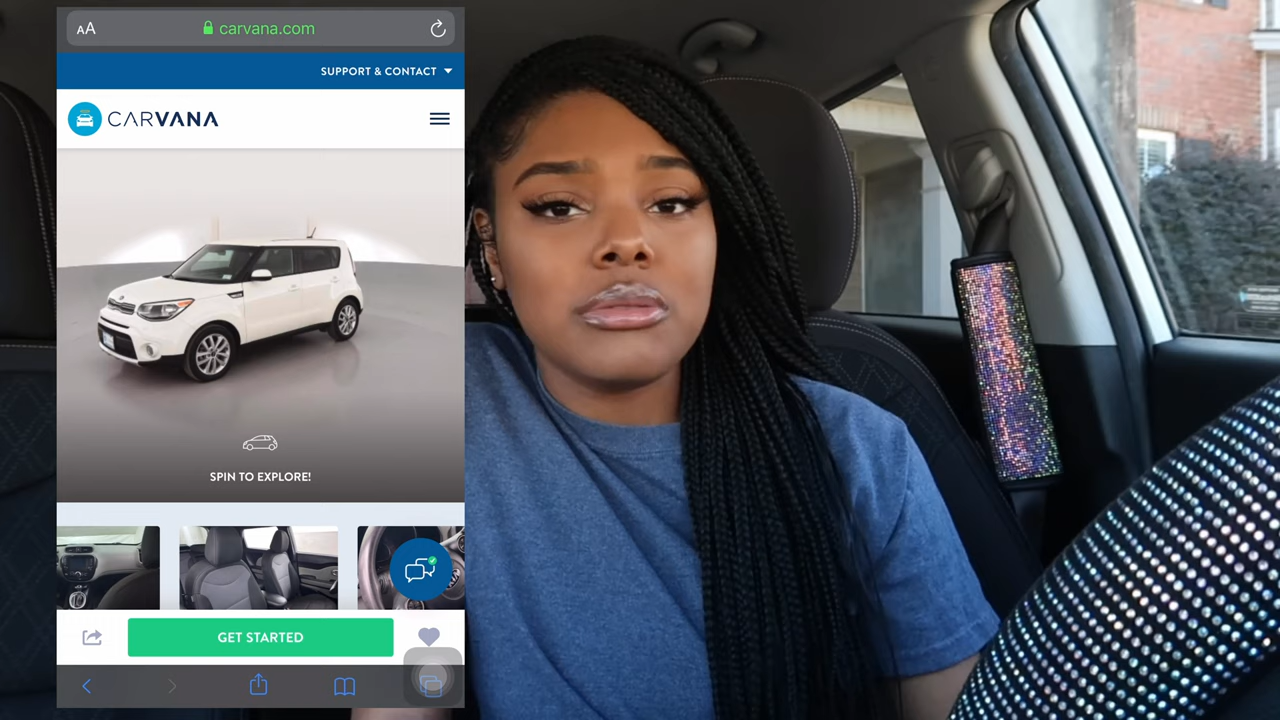 AA
carvana.com
SUPPORT & CONTACT
CARVANA
SPIN TO EXPLORE!
GET STARTED